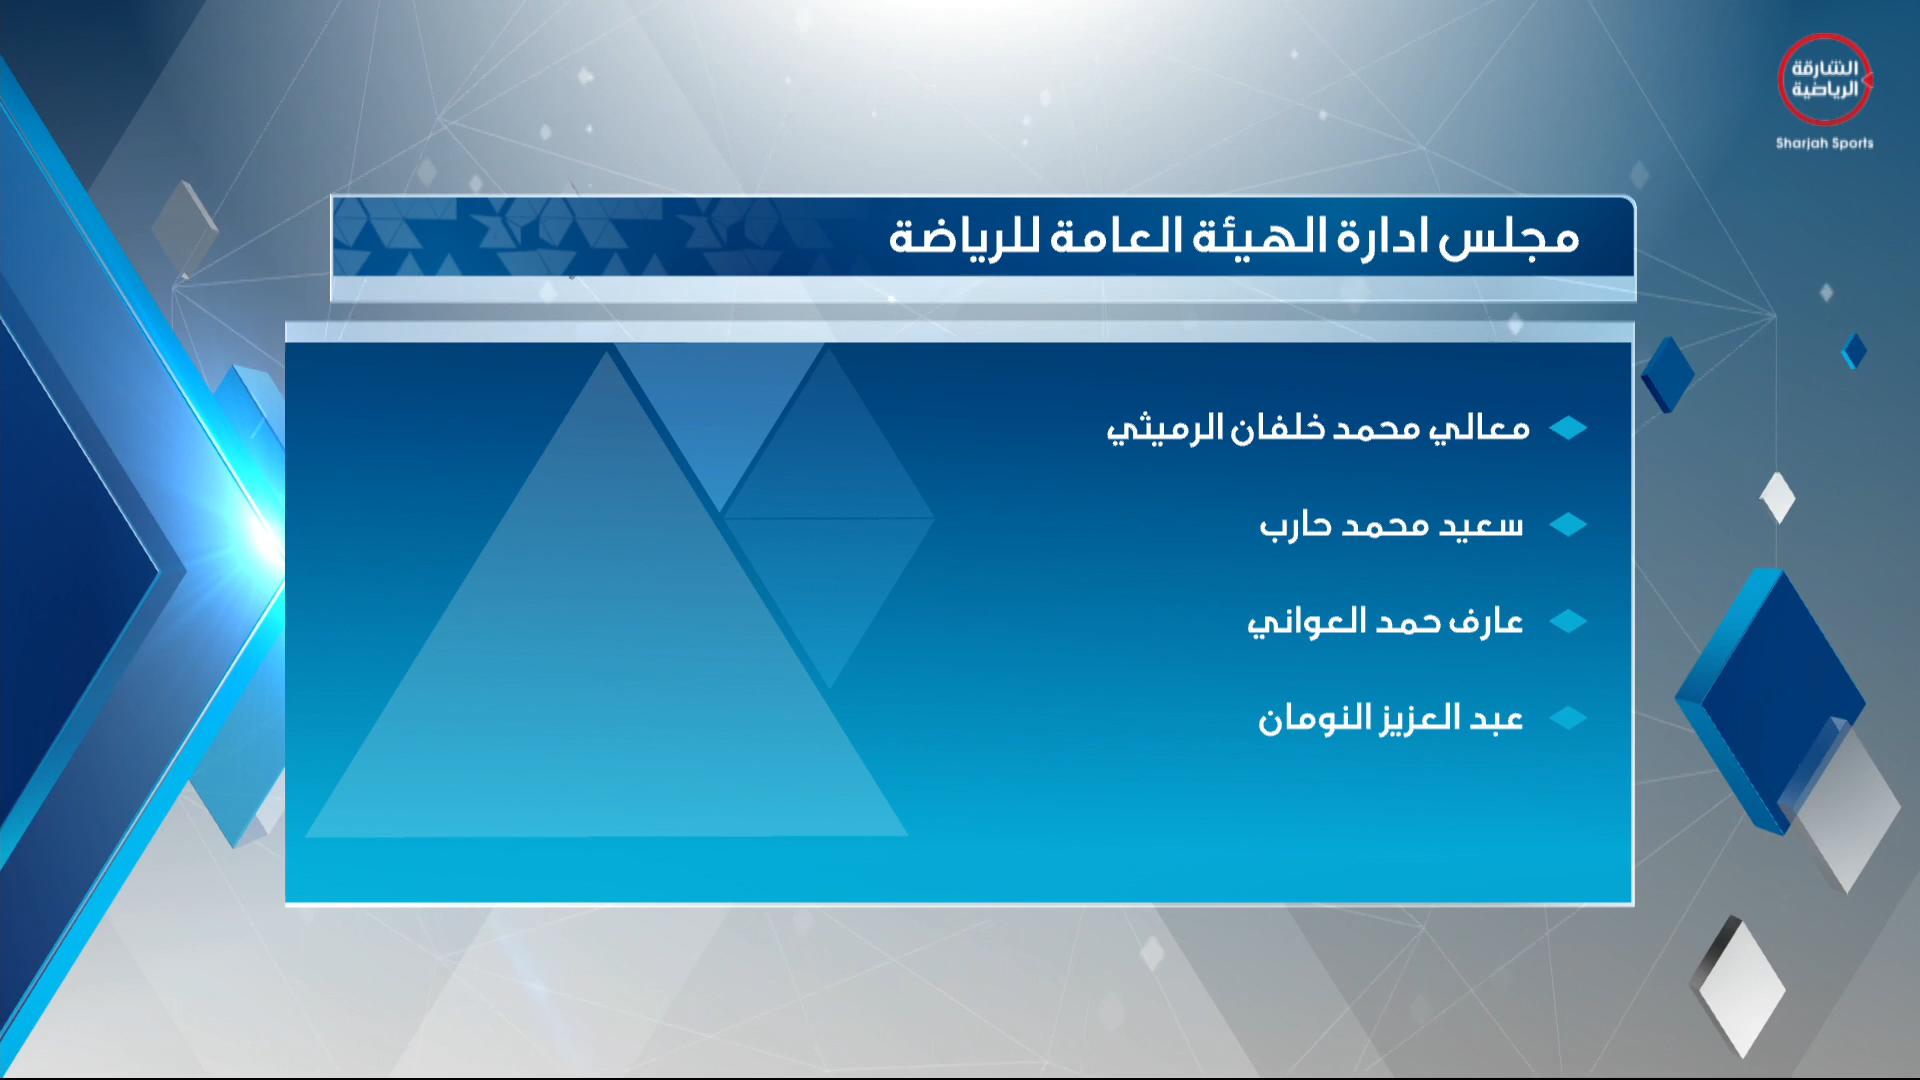 الشارقة
الرياضية
Sharjah Sports
مجلس ادارة الهيئة العامة للرياضة
معالي محمد خلفان الرميثي
سعيد محمد حارب
عارف حمد العواني
عبد العزيز النومان